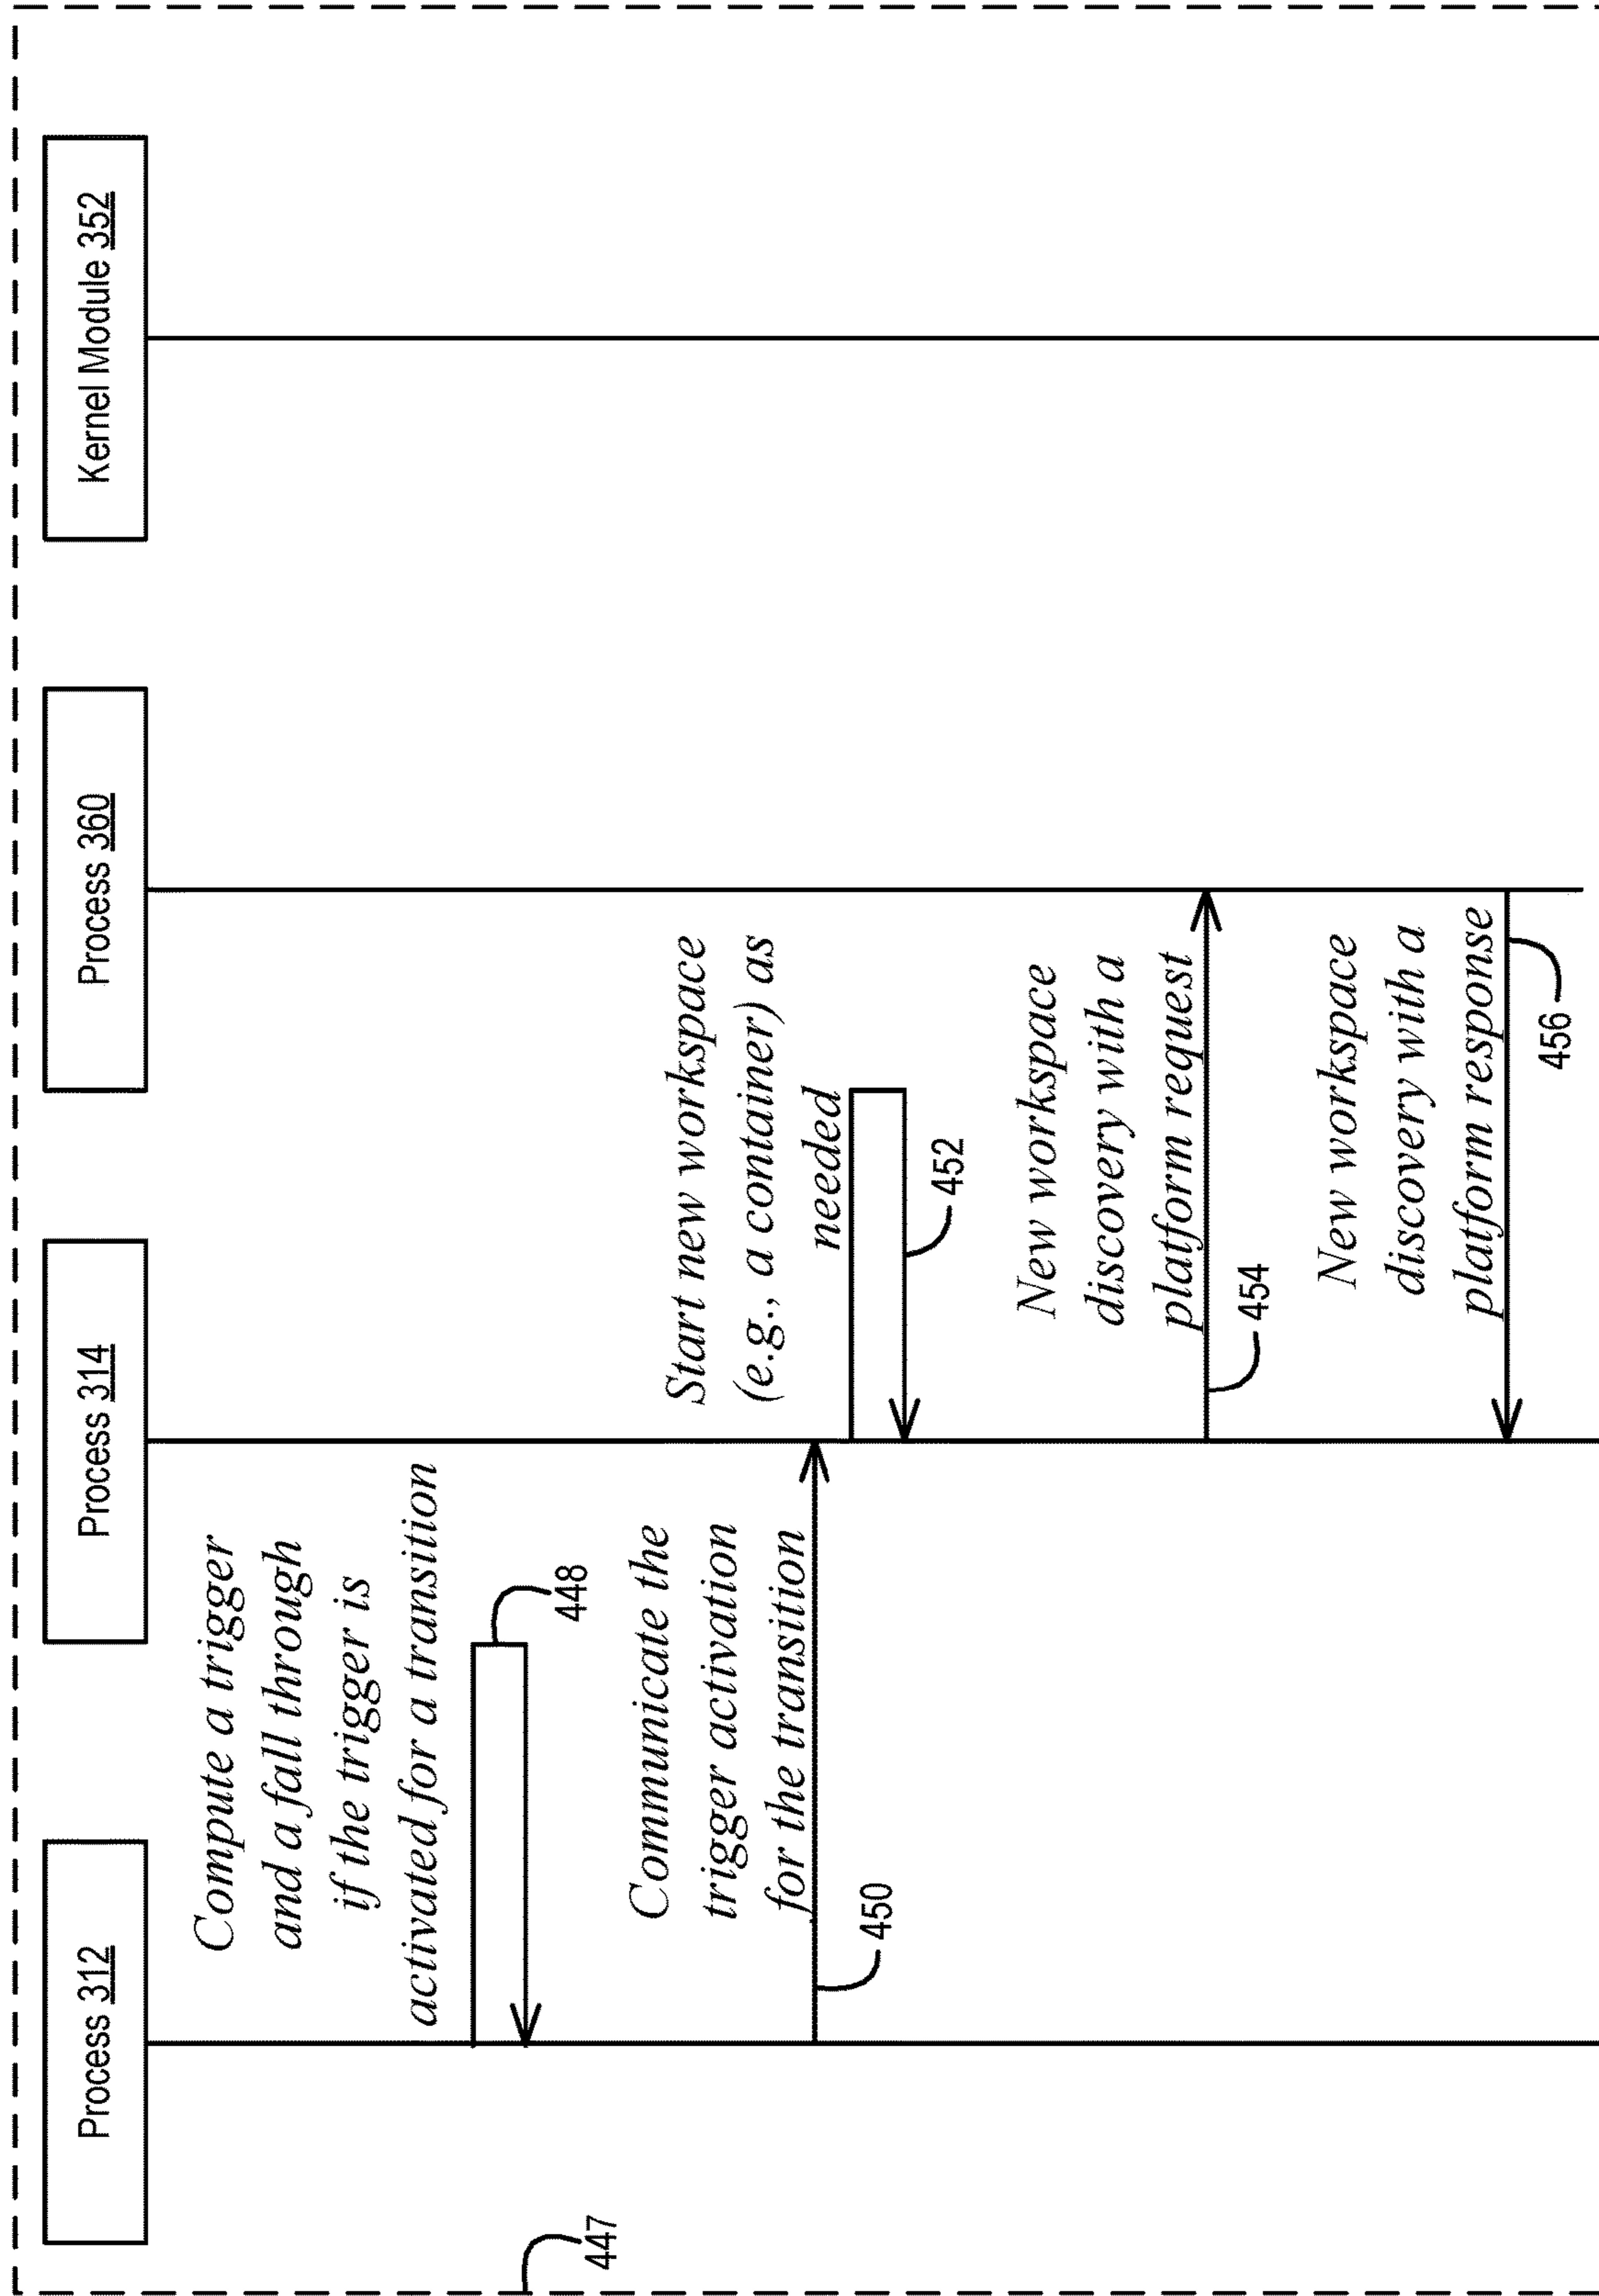 Process 312
Process 314
Process 360
Kernel Module 352
Compute a trigger
and a fall through
if the trigger is
activated for a transition
447
448
Communicate the
trigger activation
for the transition
450
Start new workspace
(e.g., a container) as
needed
452
New workspace
discovery with a
platform request
454
New workspace
discovery with a
platform response
456